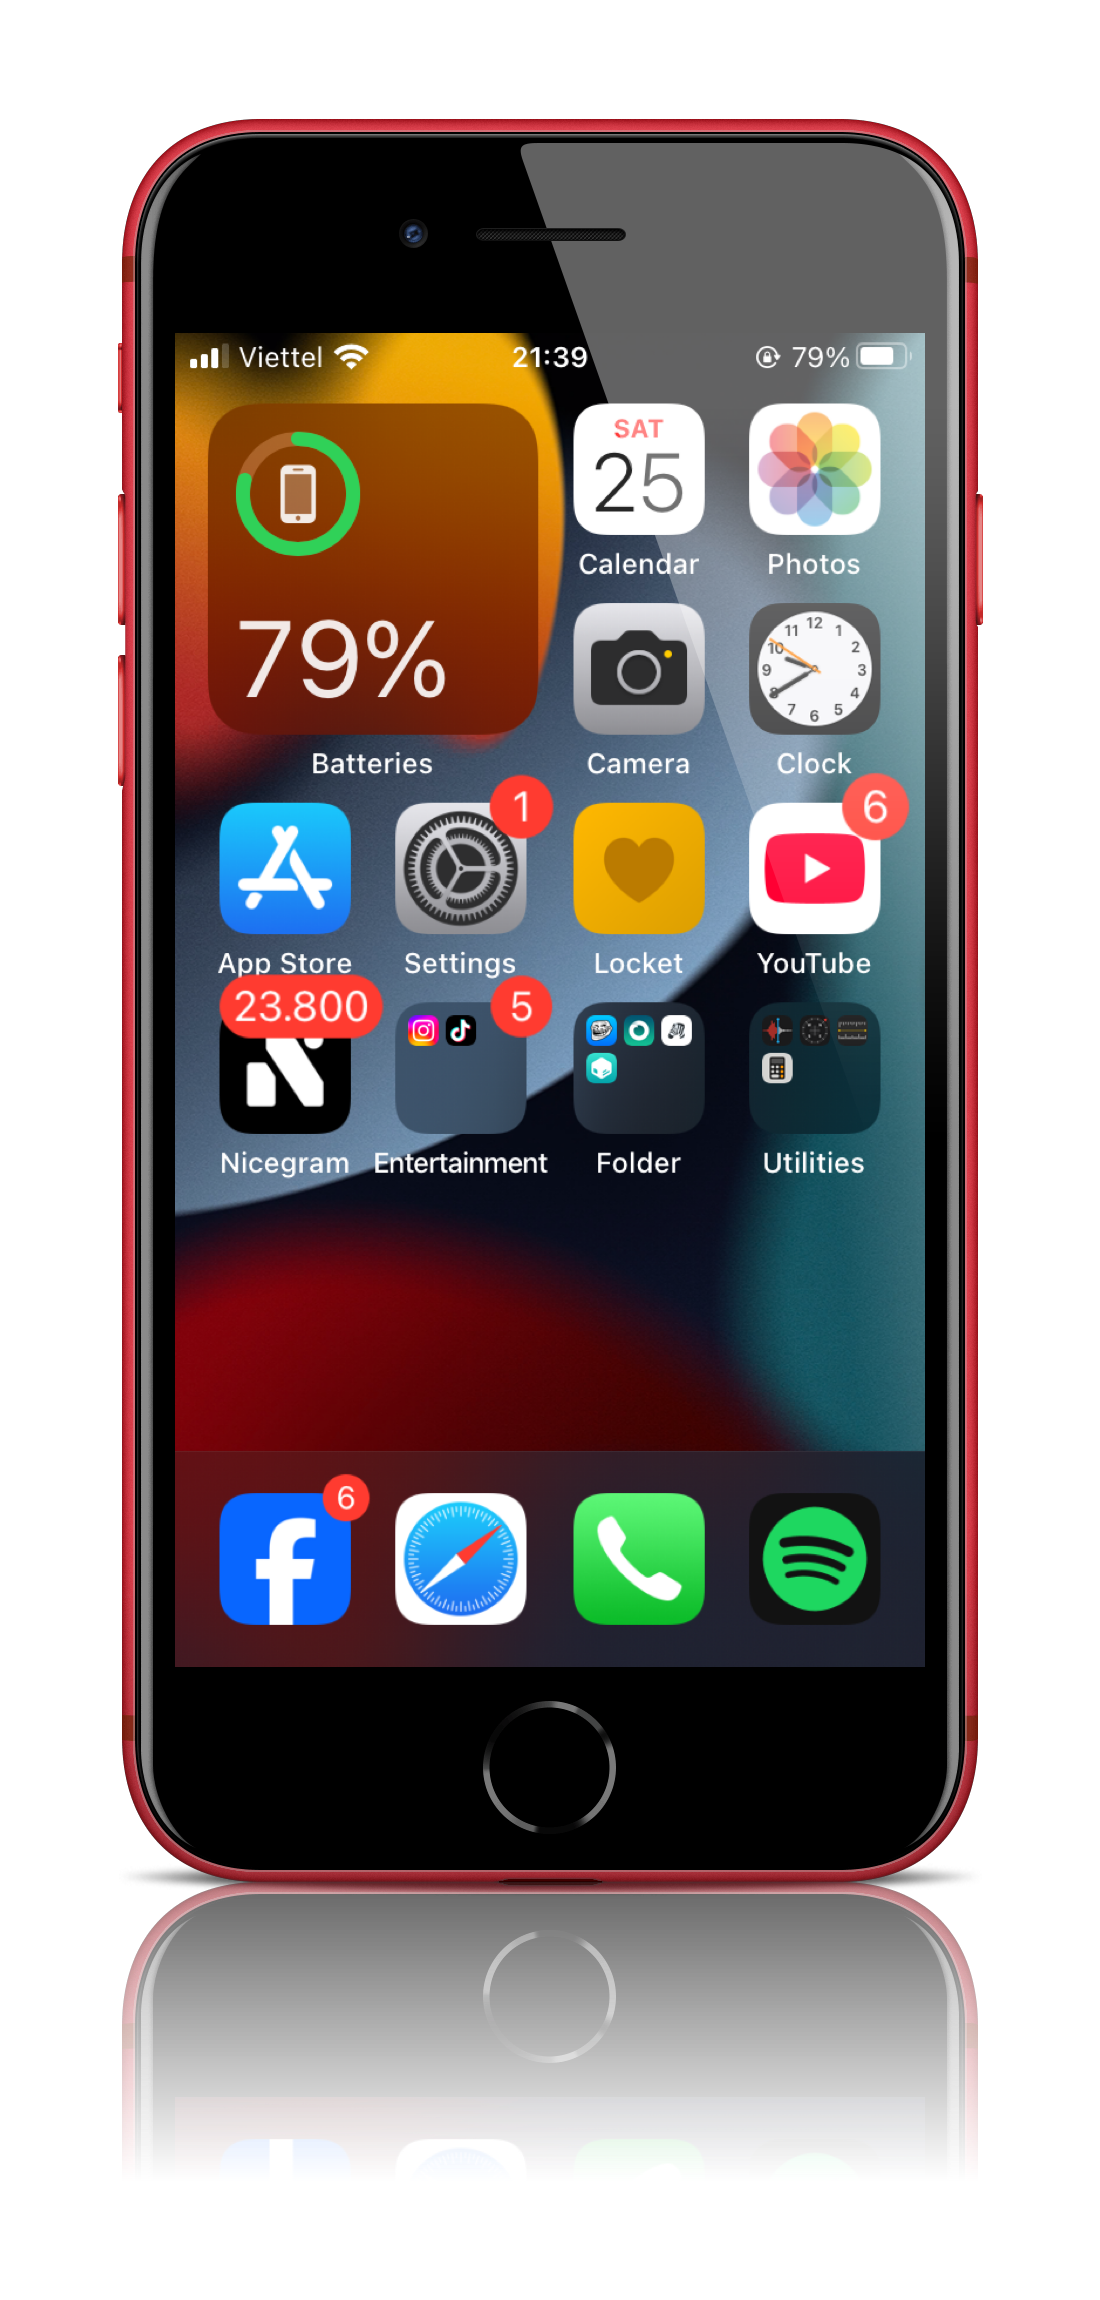 Viettel 21:39 79%
SAT
25
79%
Calendar Photos
12
11 1
10 2
9 3
8 4
7 5
6
Batteries Camera Clock
1 6
App Store Settings Locket YouTube
23.800 5
Nicegram Entertainment Folder Utilities
6